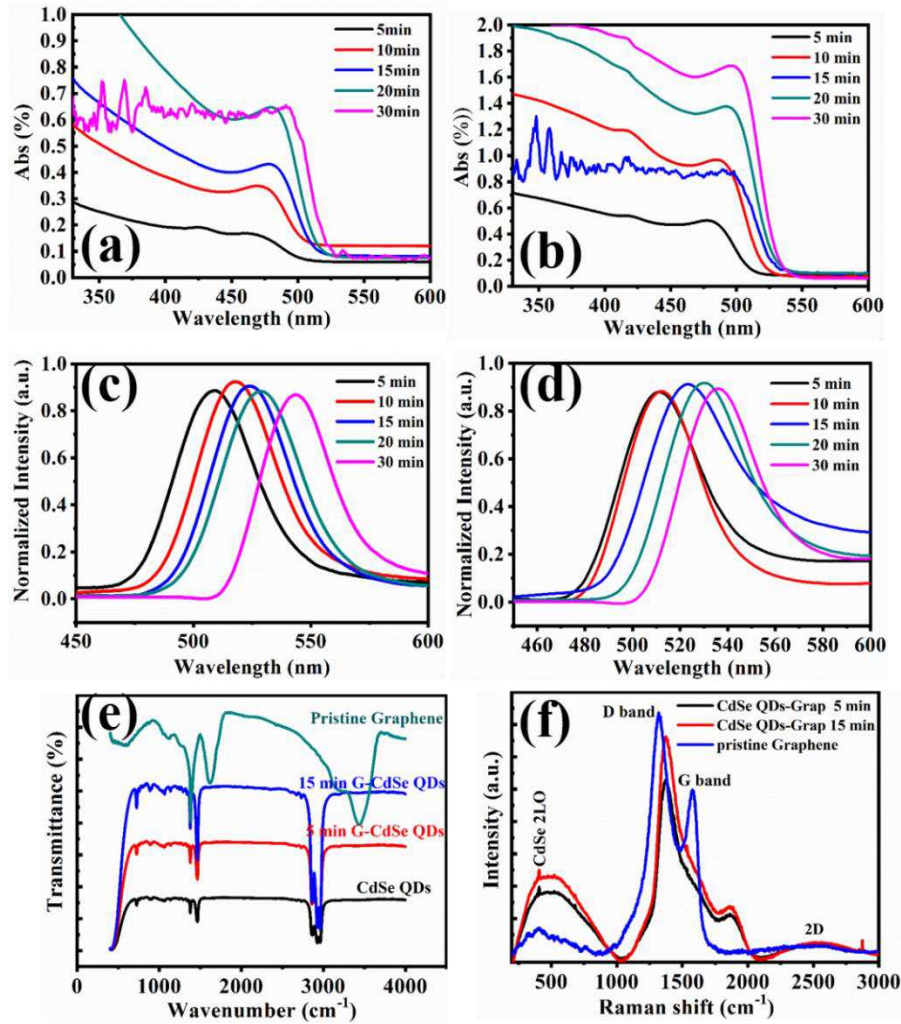 1.0
0.9
0.8
0.7
0.6
0.5
0.4
0.3
0.2
0.1
0.0
Abs (%)
5min
10min
15min
20min
30min
(a)
350 400 450 500 550 600
Wavelength (nm)
2.0
1.8
1.6
1.4
1.2
1.0
0.8
0.6
0.4
0.2
0.0
Abs (%))
5 min
10 min
15 min
20 min
30 min
(b)
350 400 450 500 550 600
Wavelength (nm)
1.0
0.8
0.6
0.4
0.2
0.0
Normalized Intensity (a.u.)
(c)
5 min
10 min
15 min
20 min
30 min
450 500 550 600
Wavelength (nm)
1.0
0.8
0.6
0.4
0.2
0.0
Normalized Intensity (a.u.)
(d)
5 min
10 min
15 min
20 min
30 min
460 480 500 520 540 560 580 600
Wavelength (nm)
Transmittance (%)
(e)
Pristine Graphene
15 min G-CdSe QDs
5 min G-CdSe QDs
CdSe QDs
0 1000 2000 3000 4000
Wavenumber (cm-1)
Intensity (a.u.)
CdSe QDs-Grap 5 min
CdSe QDs-Grap 15 min
pristine Graphene
(f)
D band
G band
CdSe 2LO
2D
500 1000 1500 2000 2500 3000
Raman shift (cm-1)